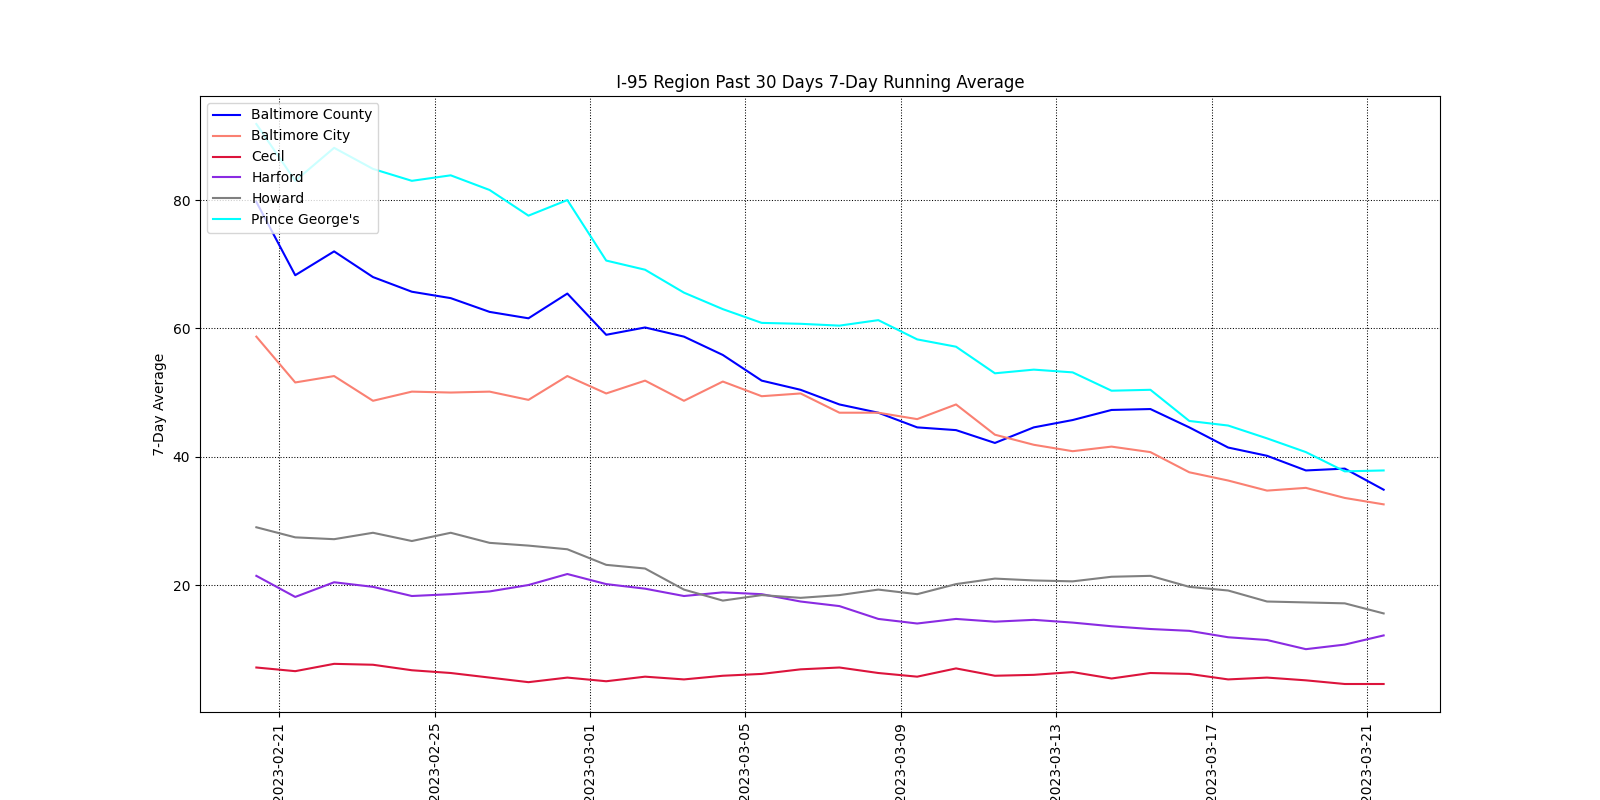 I-95 Region Past 30 Days 7-Day Running Average
Baltimore County
Baltimore City
Cecil
Harford
Howard
Prince George's
7-Day Average
80
60
40
20
2023-02-21
2023-02-25
2023-03-01
2023-03-05
2023-03-09
2023-03-13
2023-03-17
2023-03-21